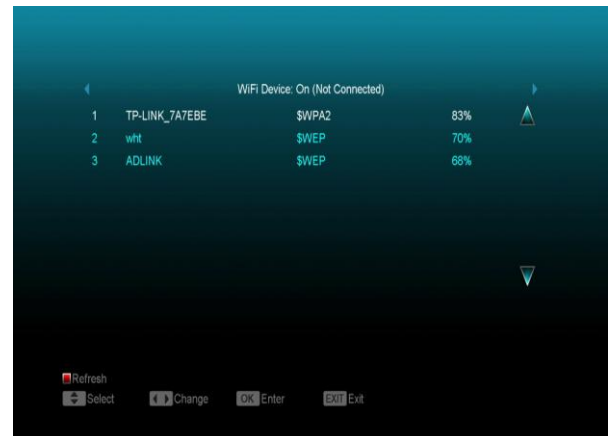 WiFi Device: On (Not Connected)
1 TP-LINK_7A7EBE $WPA2 83%
2 wht $WEP 70%
3 ADLINK $WEP 68%
Refresh
Select Change OK Enter EXIT Exit